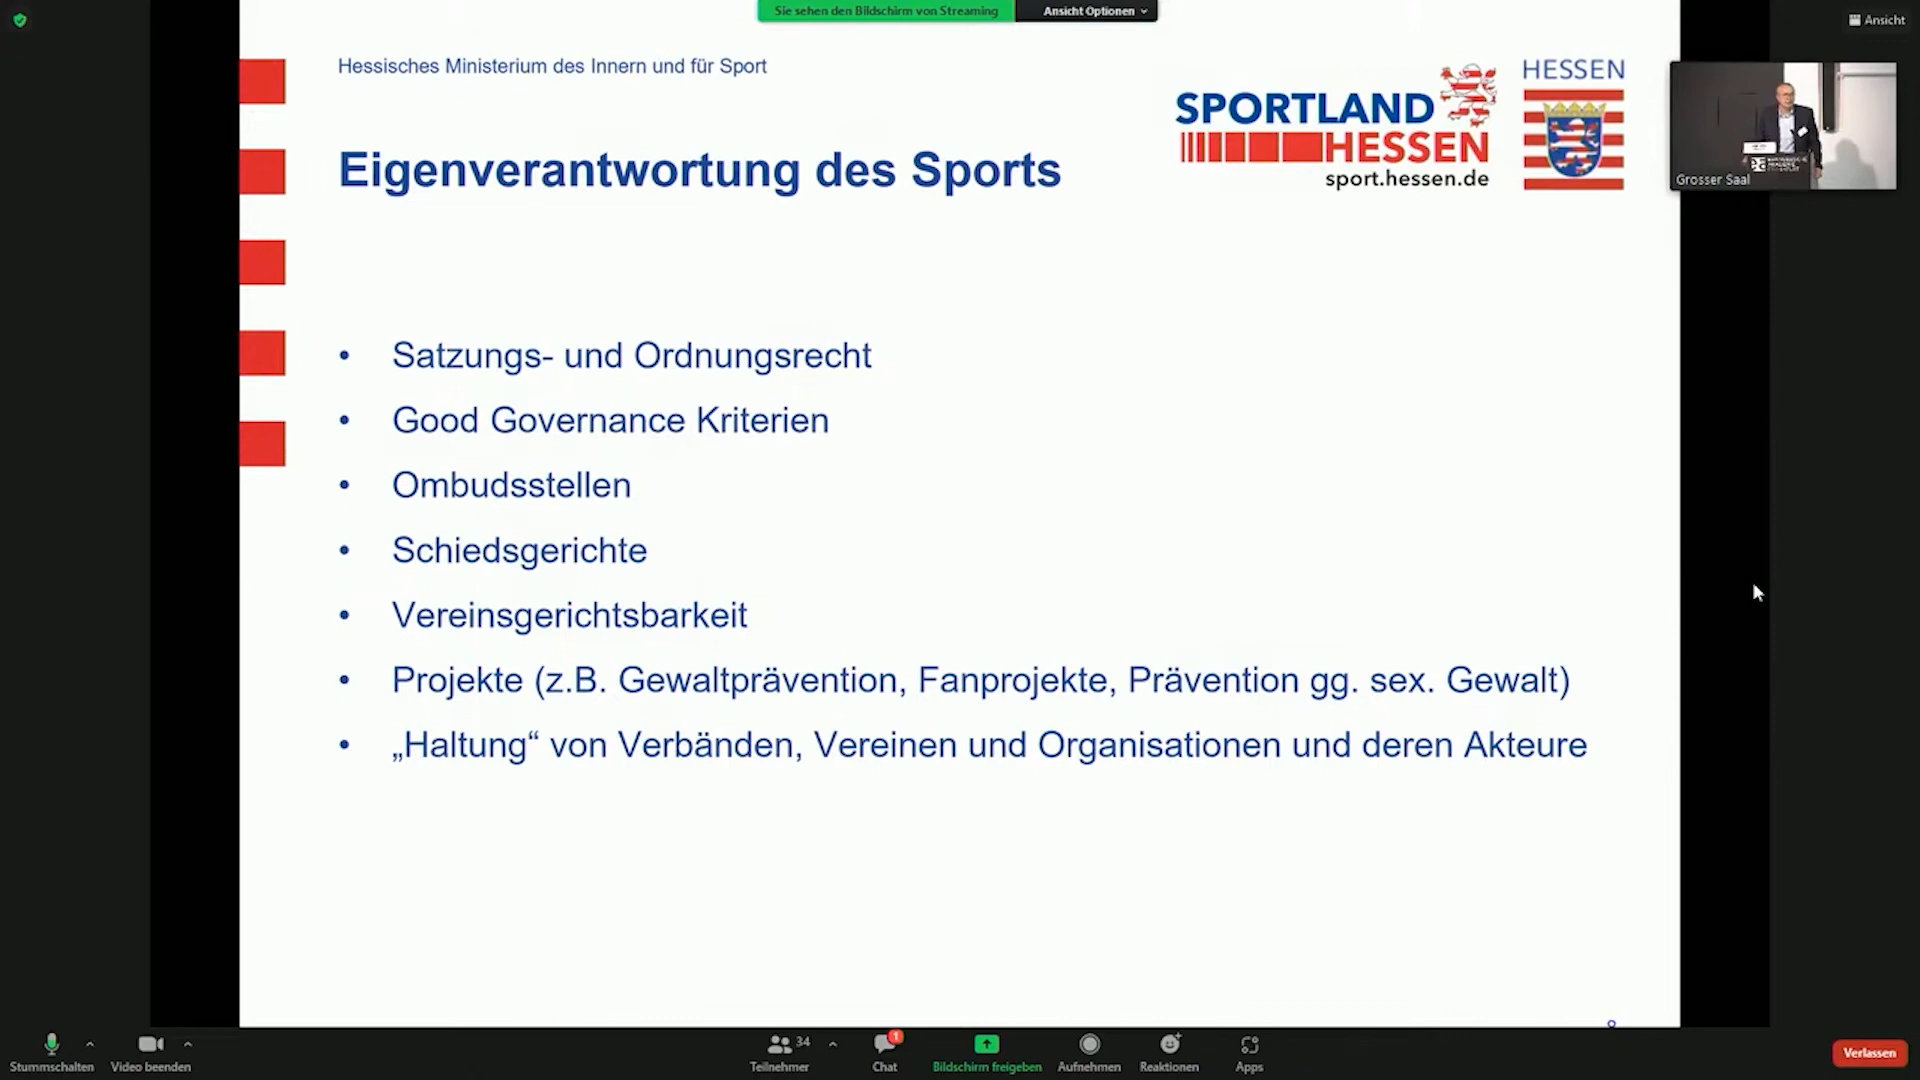 Sie sehen den Bildschirm von Streaming
Ansicht Optionen
Ansicht
Hessisches Ministerium des Innern und für Sport
SPORTLAND
HESSEN
sport.hessen.de
HESSEN
Grosser Saal
Eigenverantwortung des Sports
• Satzungs- und Ordnungsrecht
• Good Governance Kriterien
• Ombudsstellen
• Schiedsgerichte
• Vereinsgerichtsbarkeit
• Projekte (z.B. Gewaltprävention, Fanprojekte, Prävention gg. sex. Gewalt)
• „Haltung“ von Verbänden, Vereinen und Organisationen und deren Akteure
Stummschalten
Video beenden
34
Teilnehmer
1
Chat
Bildschirm freigeben
Aufnehmen
Reaktionen
Apps
Verlassen